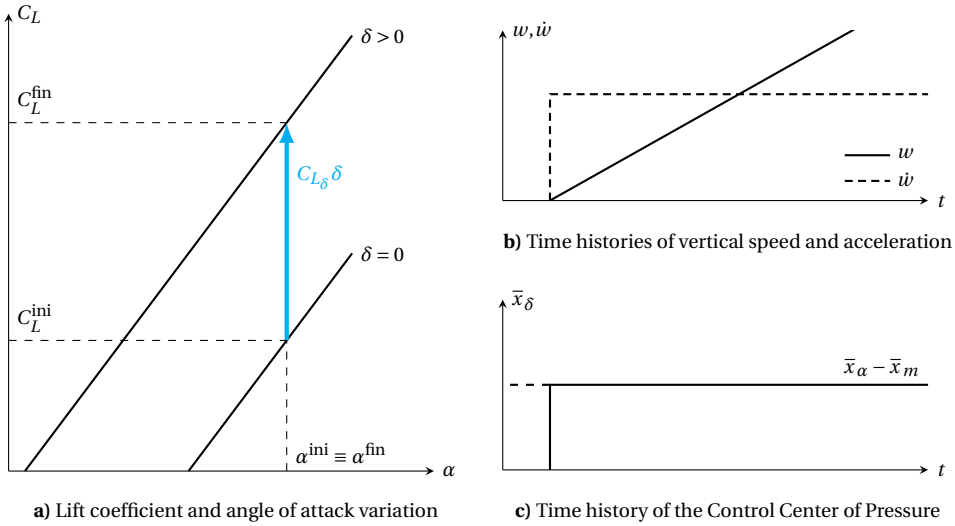 C_L
δ > 0
C_L^fin
C_{L_δ} δ
δ = 0
C_L^ini
α^ini ≡ α^fin
α
a) Lift coefficient and angle of attack variation
w, ẇ
w
ẇ
t
b) Time histories of vertical speed and acceleration
x̅_δ
x̅_α − x̅_m
t
c) Time history of the Control Center of Pressure